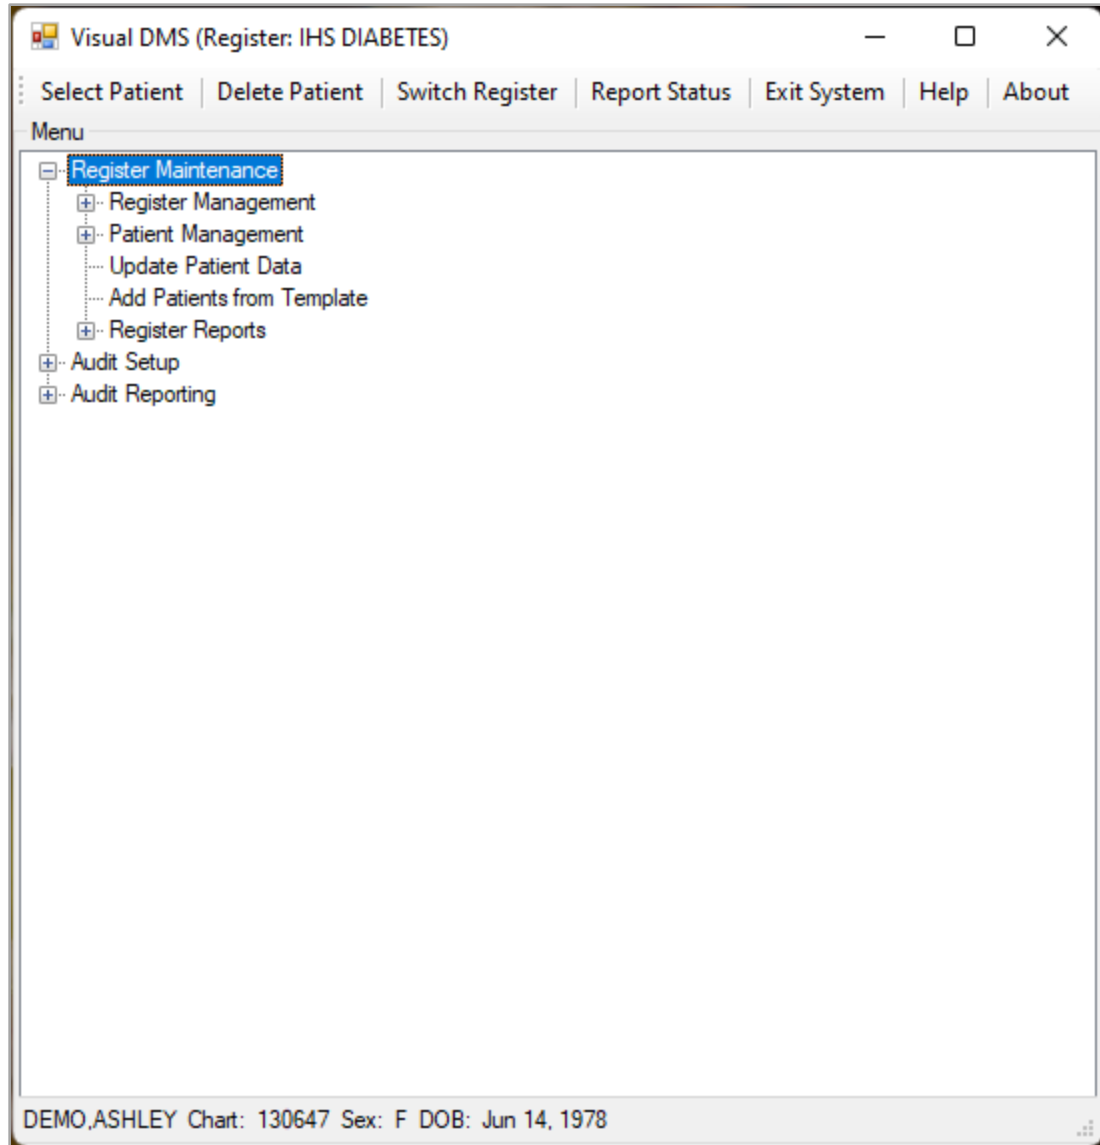 Visual DMS (Register: IHS DIABETES)
Select Patient Delete Patient Switch Register Report Status Exit System Help About
Menu
Register Maintenance
Register Management
Patient Management
Update Patient Data
Add Patients from Template
Register Reports
Audit Setup
Audit Reporting
DEMO,ASHLEY Chart: 130647 Sex: F DOB: Jun 14, 1978